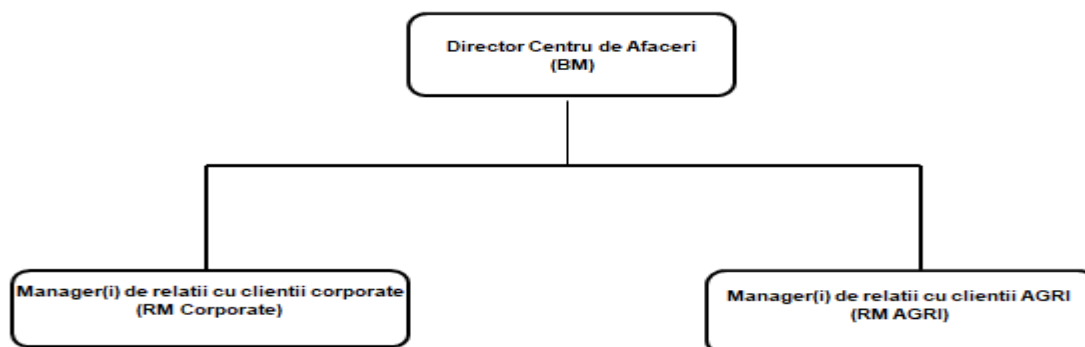 Director Centru de Afaceri
(BM)
Manager(i) de relatii cu clientii corporate
(RM Corporate)
Manager(i) de relatii cu clientii AGRI
(RM AGRI)